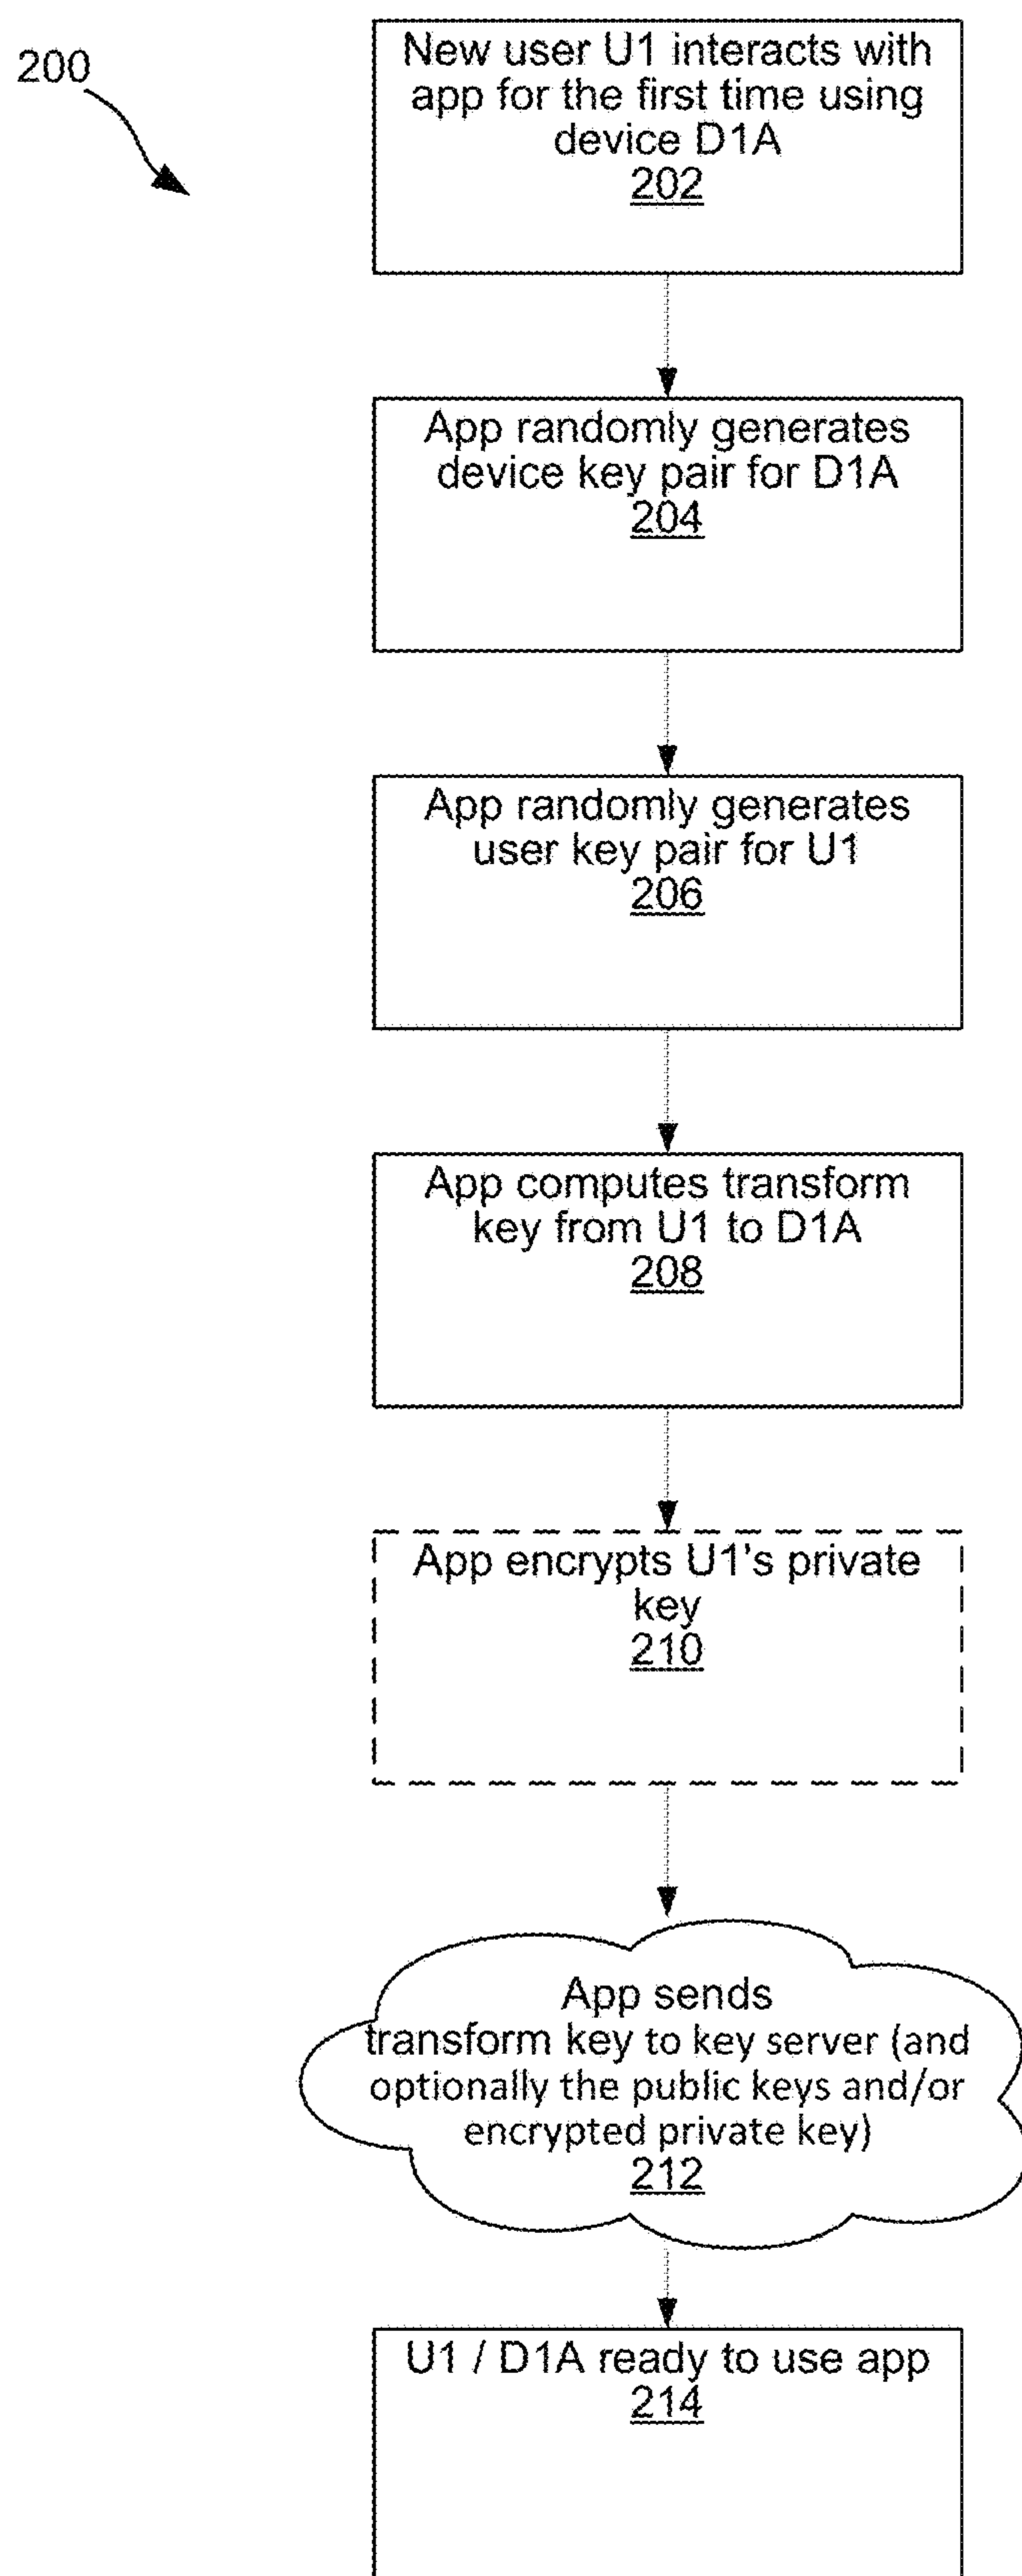 200
New user U1 interacts with
app for the first time using
device D1A
202
App randomly generates
device key pair for D1A
204
App randomly generates
user key pair for U1
206
App computes transform
key from U1 to D1A
208
App encrypts U1's private
key
210
App sends
transform key to key server (and
optionally the public keys and/or
encrypted private key)
212
U1 / D1A ready to use app
214